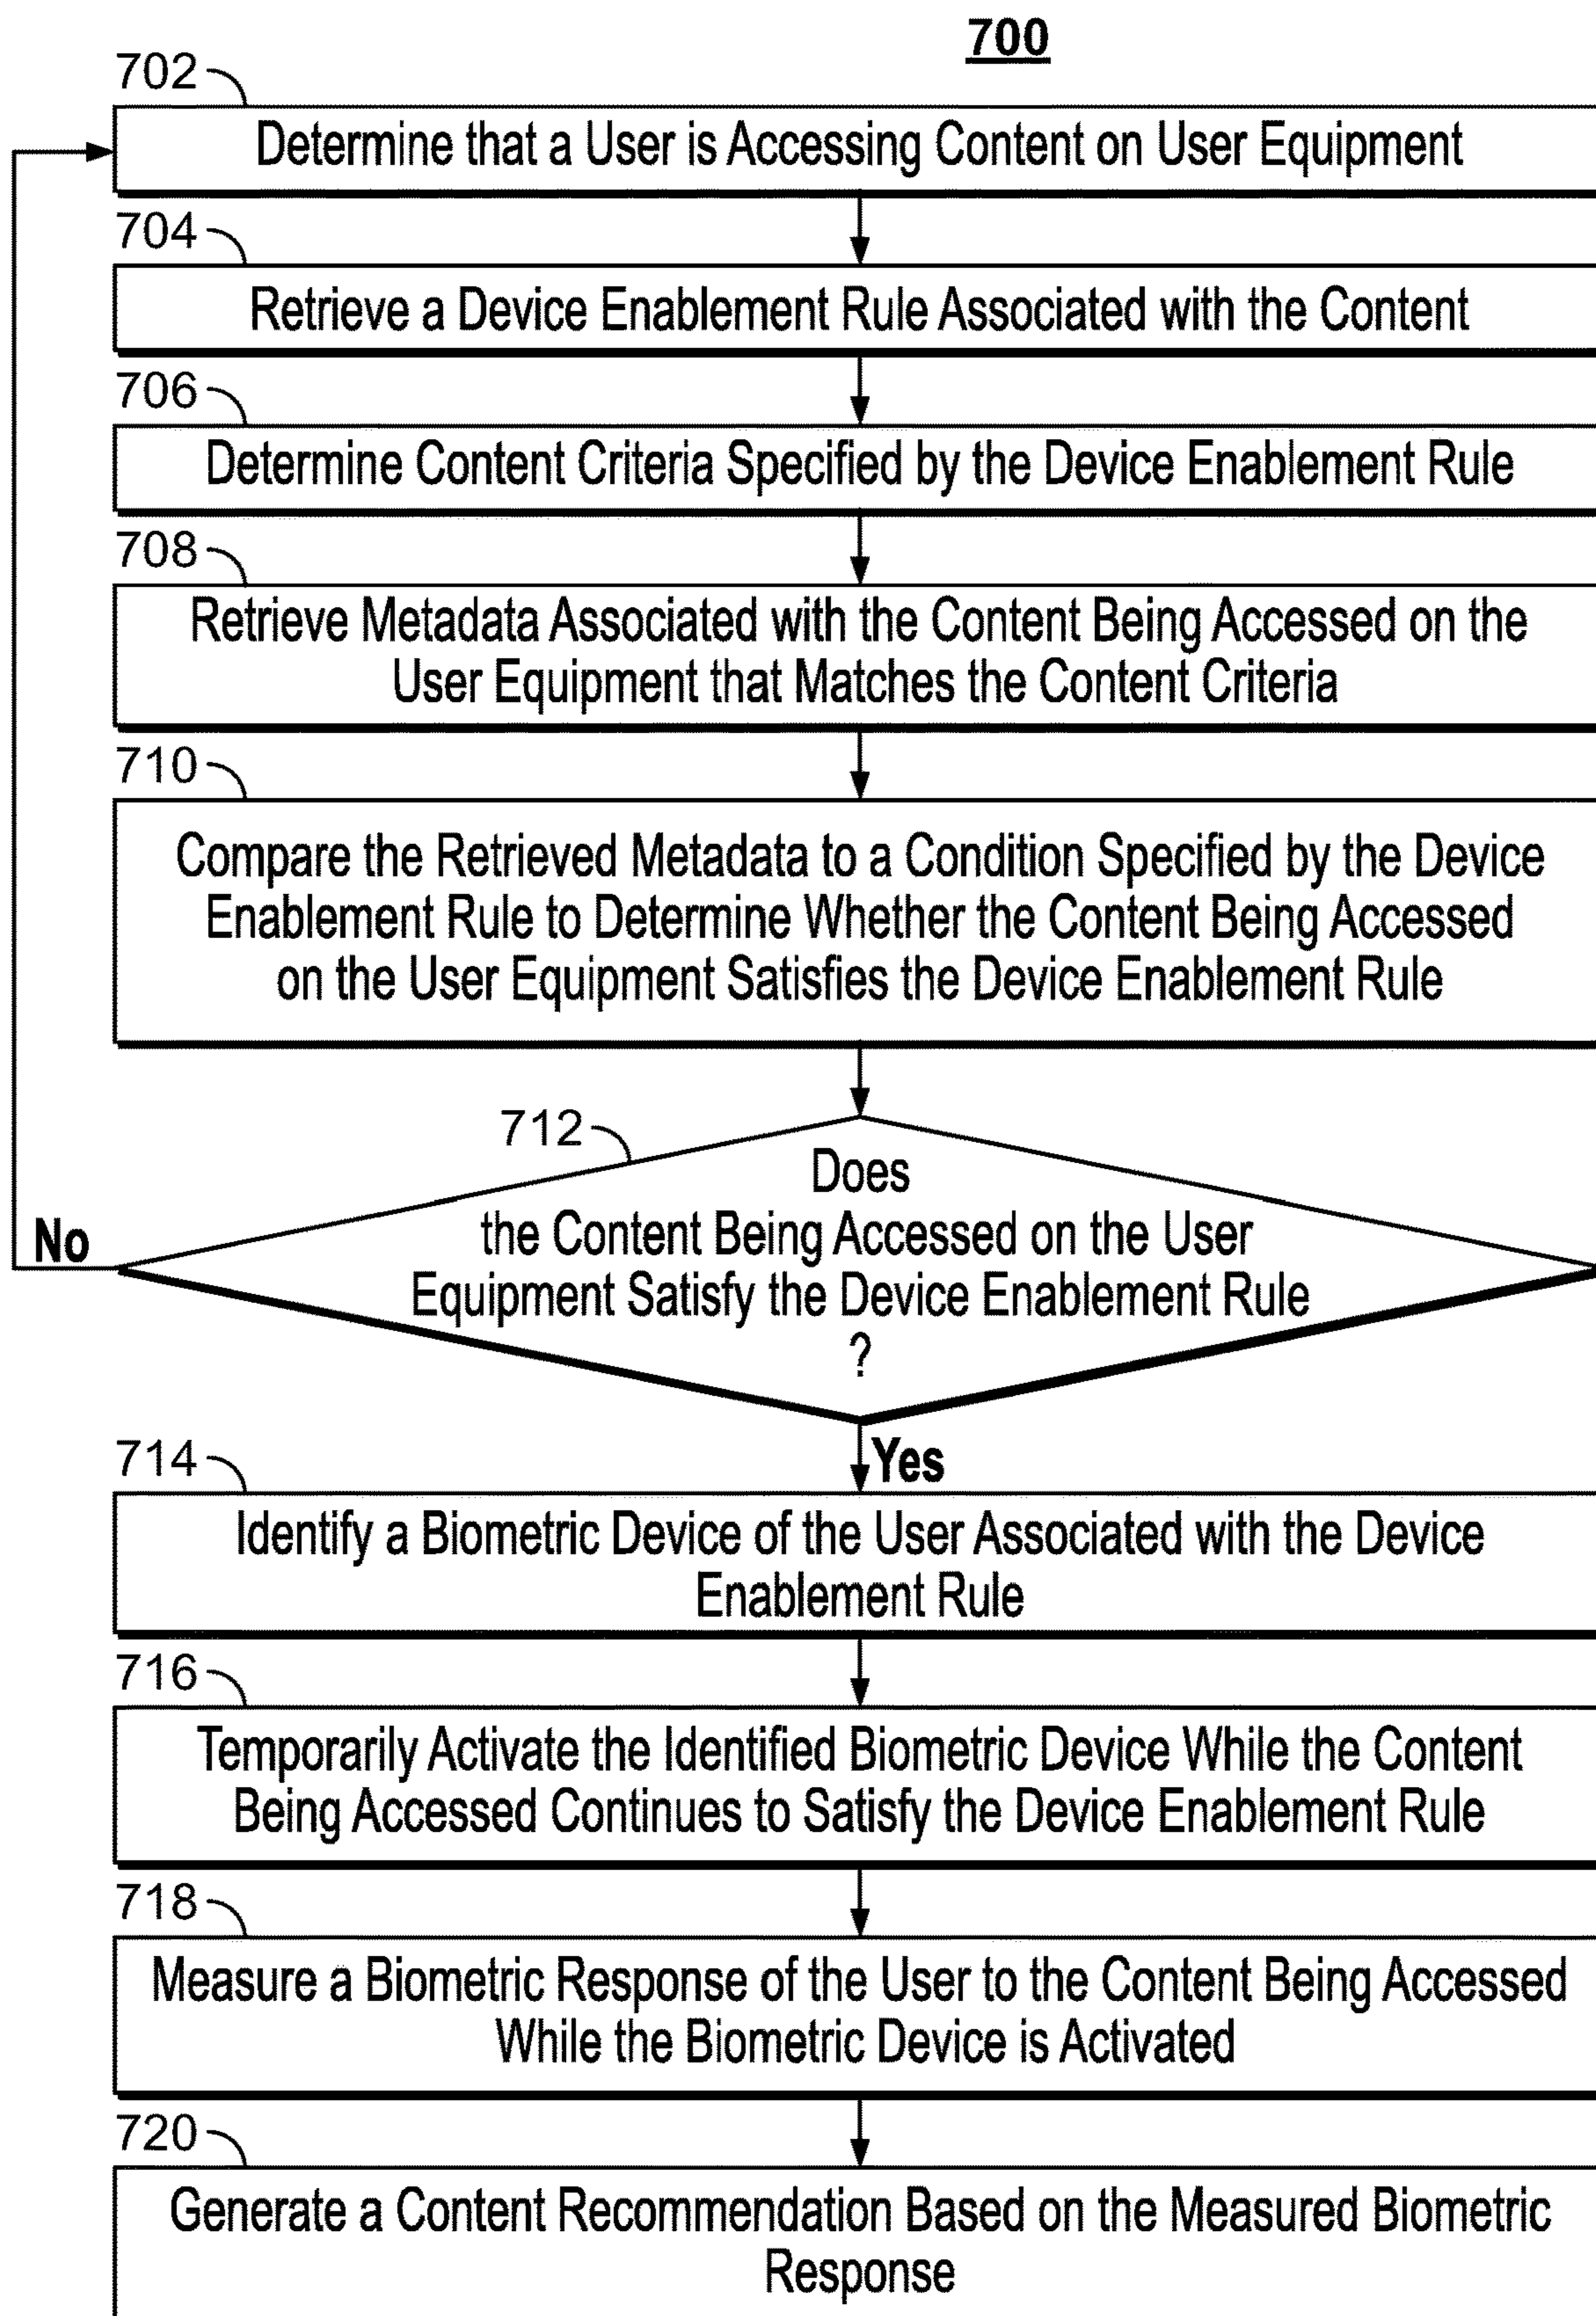 700
702
Determine that a User is Accessing Content on User Equipment
704
Retrieve a Device Enablement Rule Associated with the Content
706
Determine Content Criteria Specified by the Device Enablement Rule
708
Retrieve Metadata Associated with the Content Being Accessed on the
User Equipment that Matches the Content Criteria
710
Compare the Retrieved Metadata to a Condition Specified by the Device
Enablement Rule to Determine Whether the Content Being Accessed
on the User Equipment Satisfies the Device Enablement Rule
712
Does
the Content Being Accessed on the User
Equipment Satisfy the Device Enablement Rule
?
No
Yes
714
Identify a Biometric Device of the User Associated with the Device
Enablement Rule
716
Temporarily Activate the Identified Biometric Device While the Content
Being Accessed Continues to Satisfy the Device Enablement Rule
718
Measure a Biometric Response of the User to the Content Being Accessed
While the Biometric Device is Activated
720
Generate a Content Recommendation Based on the Measured Biometric
Response